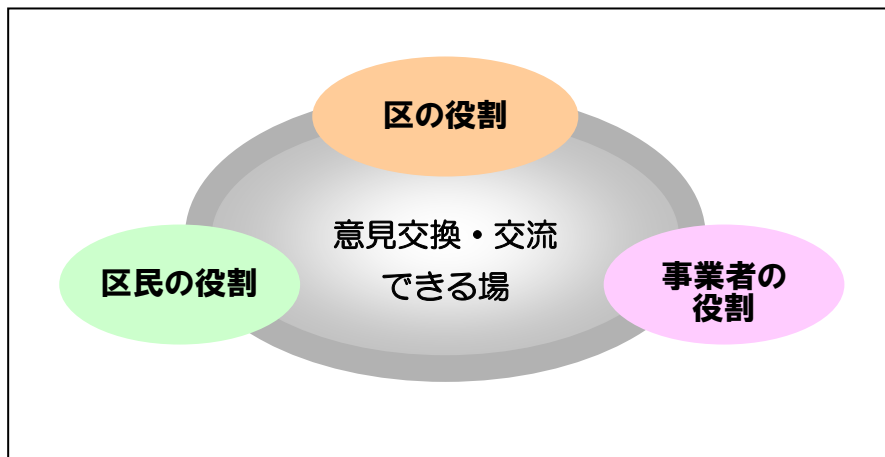 区の役割
意見交換・交流
できる場
区民の役割
事業者の
役割